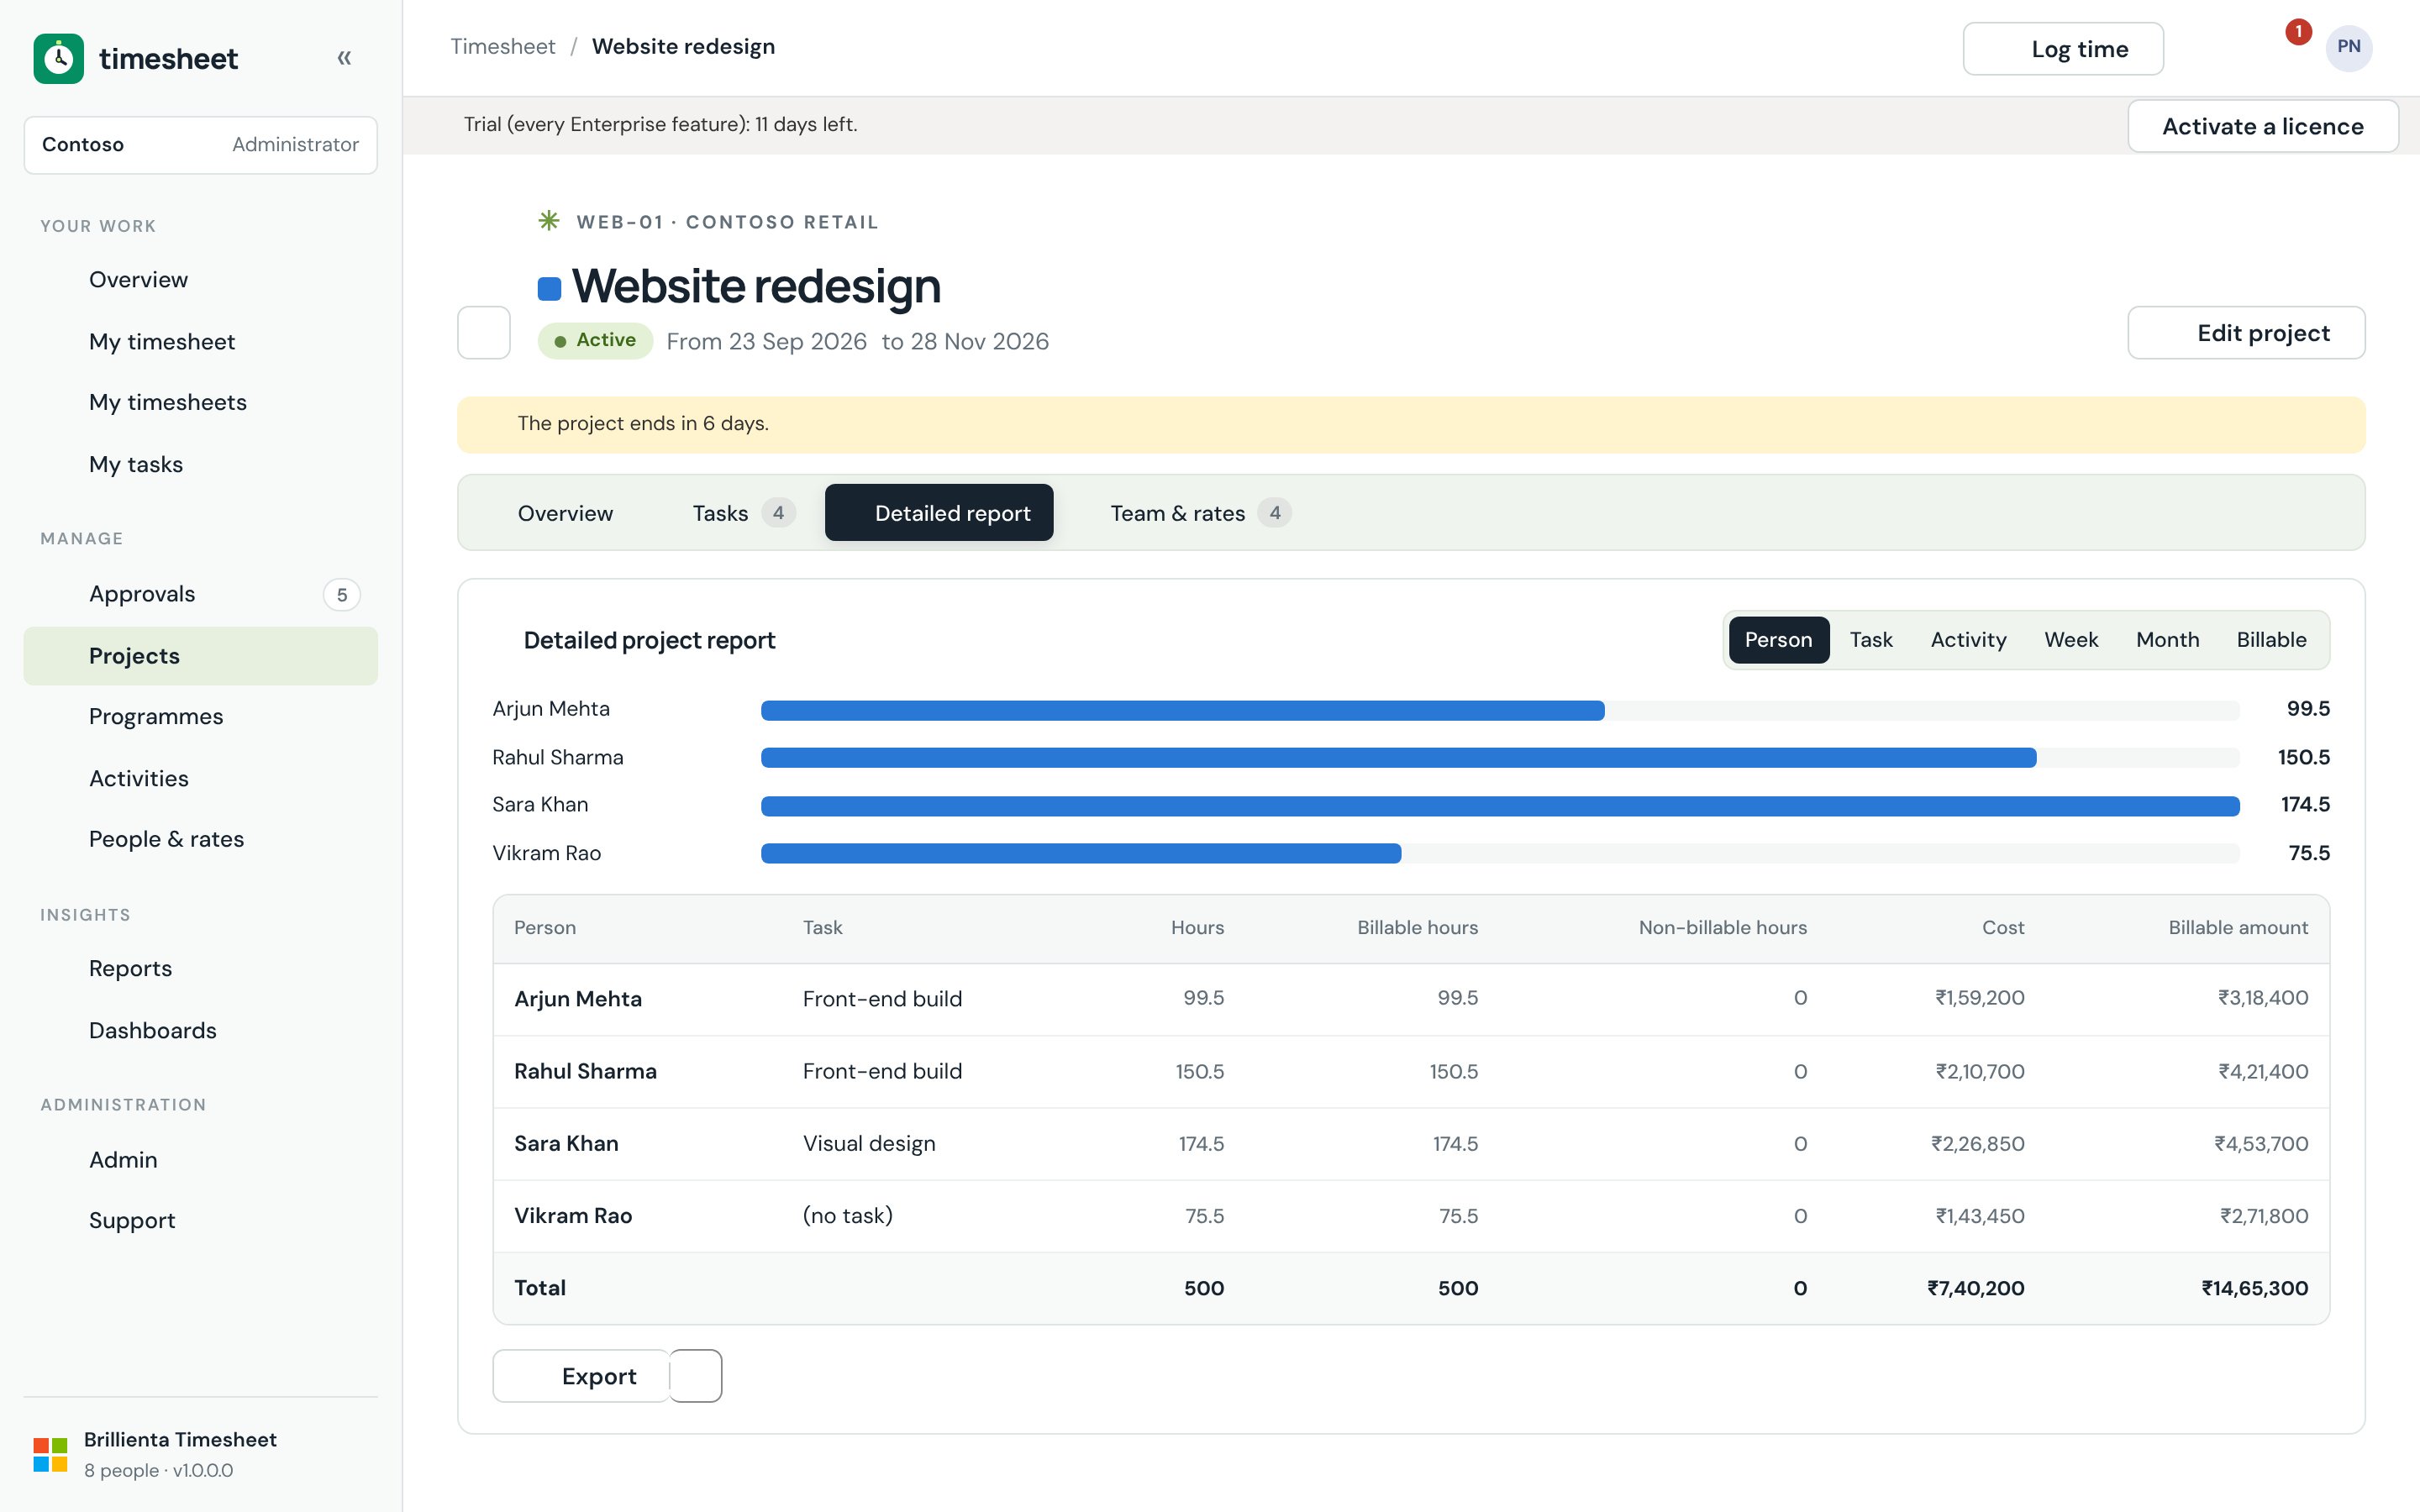 timesheet
«
Contoso Administrator
YOUR WORK
Overview
My timesheet
My timesheets
My tasks
MANAGE
Approvals 5
Projects
Programmes
Activities
People & rates
INSIGHTS
Reports
Dashboards
ADMINISTRATION
Admin
Support
Brillienta Timesheet
8 people · v1.0.0.0
Timesheet / Website redesign
Log time
1
PN
Trial (every Enterprise feature): 11 days left.
Activate a licence
WEB-01 · CONTOSO RETAIL
Website redesign
Active From 23 Sep 2026 to 28 Nov 2026
Edit project
The project ends in 6 days.
Overview Tasks 4 Detailed report Team & rates 4
Detailed project report
Person Task Activity Week Month Billable
Arjun Mehta 99.5
Rahul Sharma 150.5
Sara Khan 174.5
Vikram Rao 75.5
Person Task Hours Billable hours Non-billable hours Cost Billable amount
Arjun Mehta Front-end build 99.5 99.5 0 ₹1,59,200 ₹3,18,400
Rahul Sharma Front-end build 150.5 150.5 0 ₹2,10,700 ₹4,21,400
Sara Khan Visual design 174.5 174.5 0 ₹2,26,850 ₹4,53,700
Vikram Rao (no task) 75.5 75.5 0 ₹1,43,450 ₹2,71,800
Total 500 500 0 ₹7,40,200 ₹14,65,300
Export